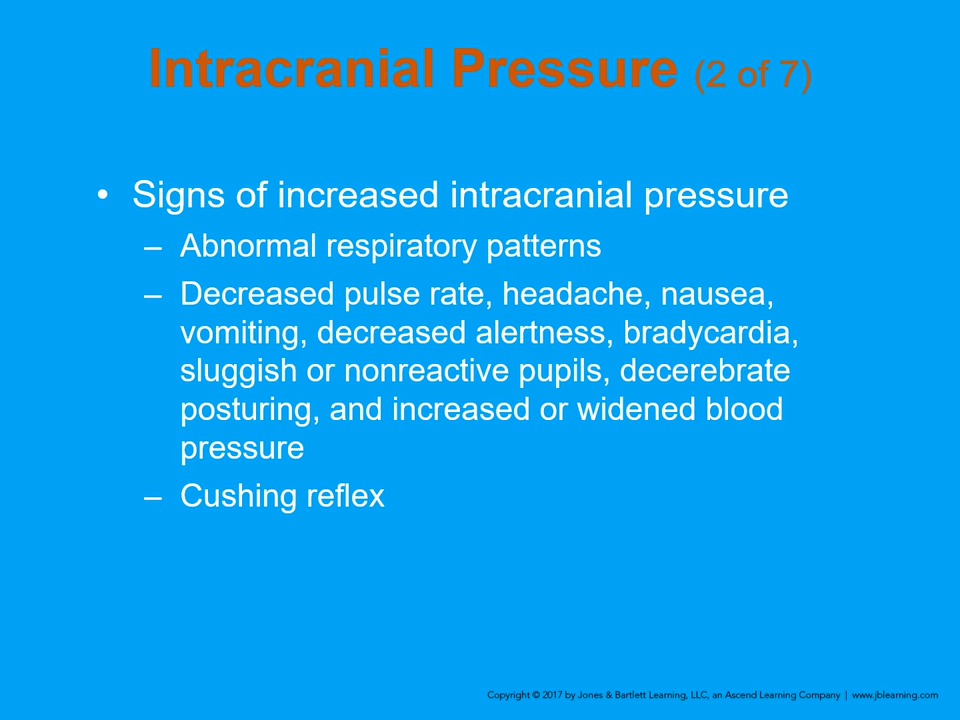 Intracranial Pressure (2 of 7)
• Signs of increased intracranial pressure
– Abnormal respiratory patterns
– Decreased pulse rate, headache, nausea,
vomiting, decreased alertness, bradycardia,
sluggish or nonreactive pupils, decerebrate
posturing, and increased or widened blood
pressure
– Cushing reflex
Copyright © 2017 by Jones & Bartlett Learning, LLC, an Ascend Learning Company | www.jblearning.com